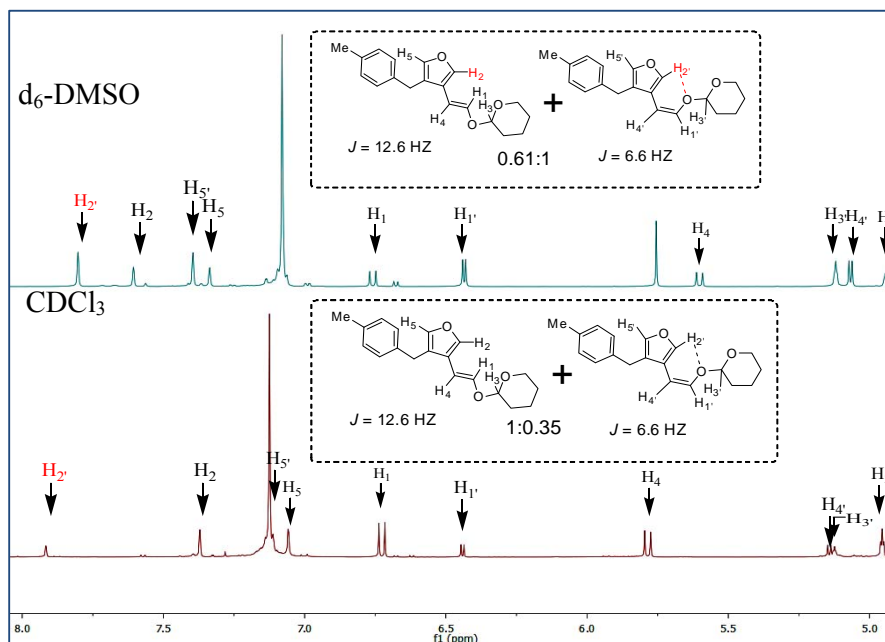 d6-DMSO
Me
H5
O
H2
H1
H3
O
H4
O
J = 12.6 HZ
+
0.61:1
Me
H5'
O
H2'
O
O
H3'
H4'
H1'
J = 6.6 HZ
H2'
H2
H5'
H5
H1
H1'
H4
H3'
H4'
H
CDCl3
Me
H5
O
H2
H1
H3
O
H4
O
J = 12.6 HZ
+
1:0.35
Me
H5'
O
H2'
O
O
H3'
H4'
H1'
J = 6.6 HZ
H2'
H2
H5'
H5
H1
H1'
H4
H4'
H3'
H
8.0 7.5 7.0 6.5 6.0 5.5 5.0
f1 (ppm)